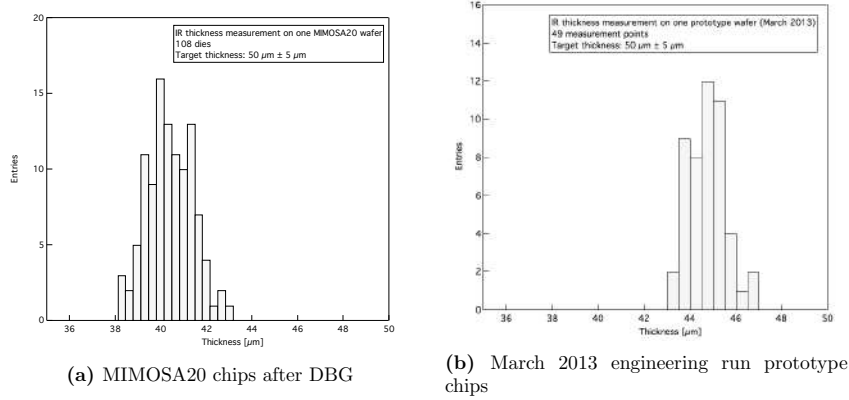 20
15
10
5
0
Entries
IR thickness measurement on one MIMOSA20 wafer
108 dies
Target thickness: 50 µm ± 5 µm
36 38 40 42 44 46 48 50
Thickness [µm]
(a) MIMOSA20 chips after DBG
16
14
12
10
8
6
4
2
0
Entries
IR thickness measurement on one prototype wafer (March 2013)
49 measurement points
Target thickness: 50 µm ± 5 µm
36 38 40 42 44 46 48 50
Thickness [µm]
(b) March 2013 engineering run prototype
chips